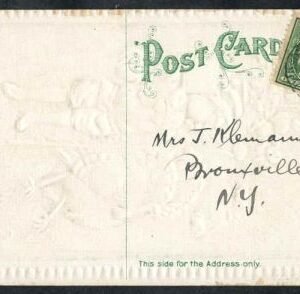 POST CARD
Mrs J. Klemann
Bronxville
N.Y.
This side for the Address only.